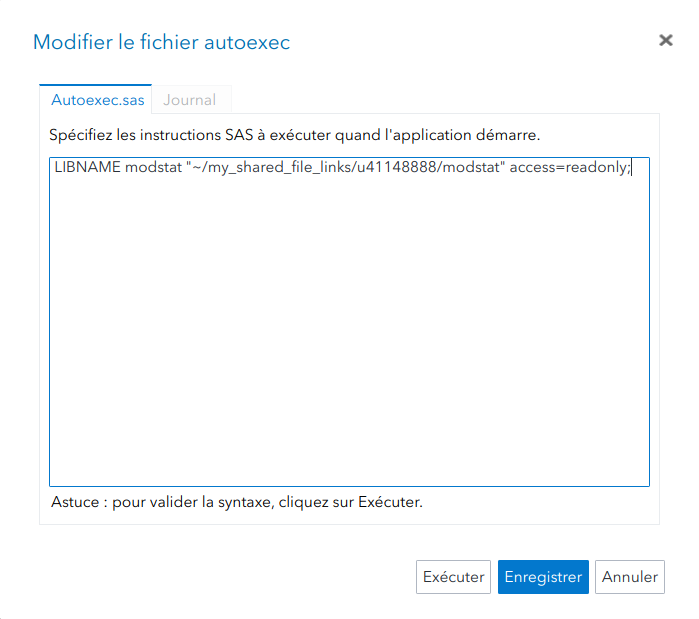 Modifier le fichier autoexec
Autoexec.sas
Journal
Spécifiez les instructions SAS à exécuter quand l'application démarre.
LIBNAME modstat "~/my_shared_file_links/u41148888/modstat" access=readonly;
Astuce : pour valider la syntaxe, cliquez sur Exécuter.
Exécuter
Enregistrer
Annuler